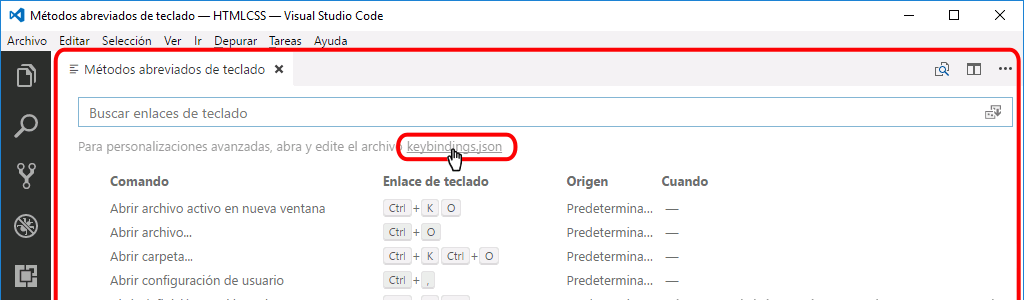 Métodos abreviados de teclado — HTMLCSS — Visual Studio Code
Archivo Editar Selección Ver Ir Depurar Tareas Ayuda
Métodos abreviados de teclado
Buscar enlaces de teclado
Para personalizaciones avanzadas, abra y edite el archivo keybindings.json
Comando Enlace de teclado Origen Cuando
Abrir archivo activo en nueva ventana Ctrl + K O Predetermina... —
Abrir archivo... Ctrl + O Predetermina... —
Abrir carpeta... Ctrl + K Ctrl + O Predetermina... —
Abrir configuración de usuario Ctrl + , Predetermina... —